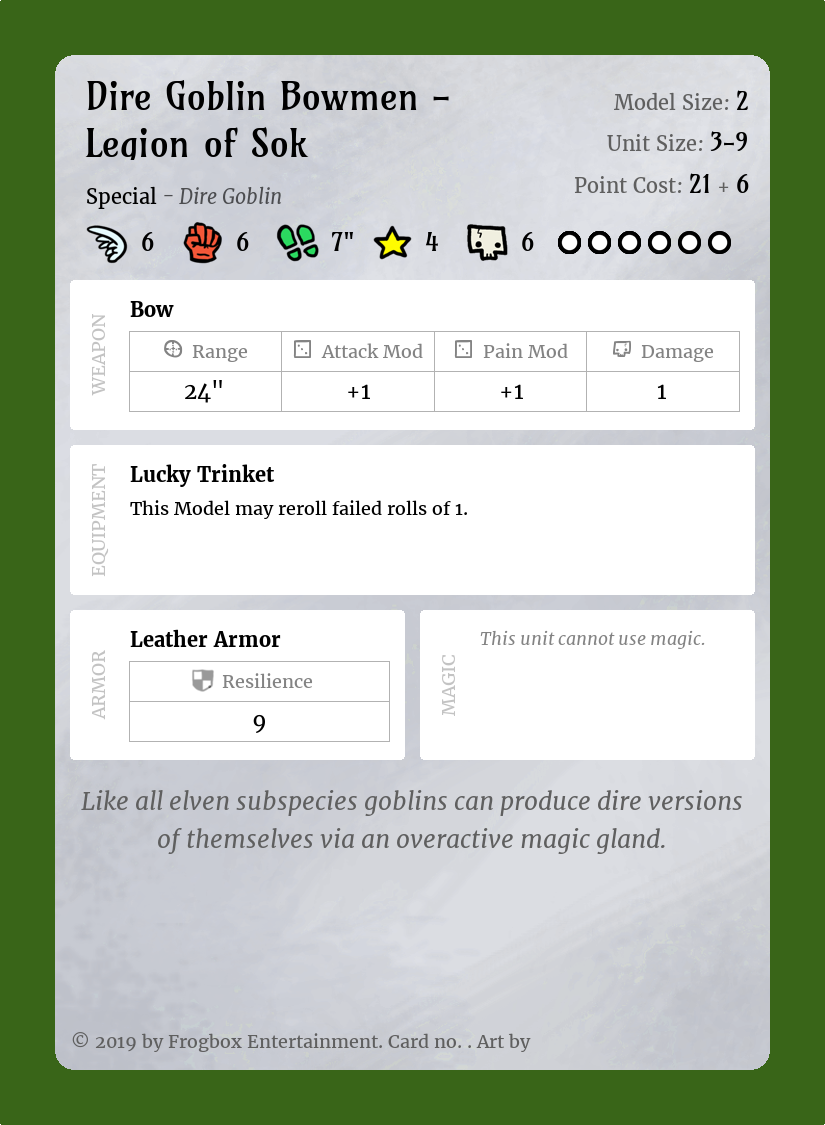 Dire Goblin Bowmen –
Legion of Sok
Model Size: 2
Unit Size: 3–9
Point Cost: 21 + 6
Special – Dire Goblin
6 6 7" 4 6
WEAPON
Bow
Range Attack Mod Pain Mod Damage
24" +1 +1 1
EQUIPMENT
Lucky Trinket
This Model may reroll failed rolls of 1.
ARMOR
Leather Armor
Resilience
9
MAGIC
This unit cannot use magic.
Like all elven subspecies goblins can produce dire versions
of themselves via an overactive magic gland.
© 2019 by Frogbox Entertainment. Card no. . Art by